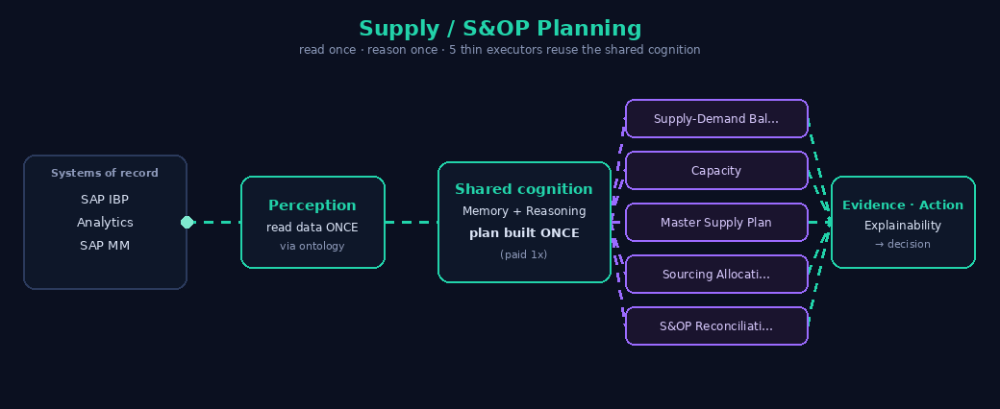 Supply / S&OP Planning
read once · reason once · 5 thin executors reuse the shared cognition
Systems of record
SAP IBP
Analytics
SAP MM
Perception
read data ONCE
via ontology
Shared cognition
Memory + Reasoning
plan built ONCE
(paid 1x)
Supply-Demand Bal…
Capacity
Master Supply Plan
Sourcing Allocati…
S&OP Reconciliati…
Evidence · Action
Explainability
→ decision